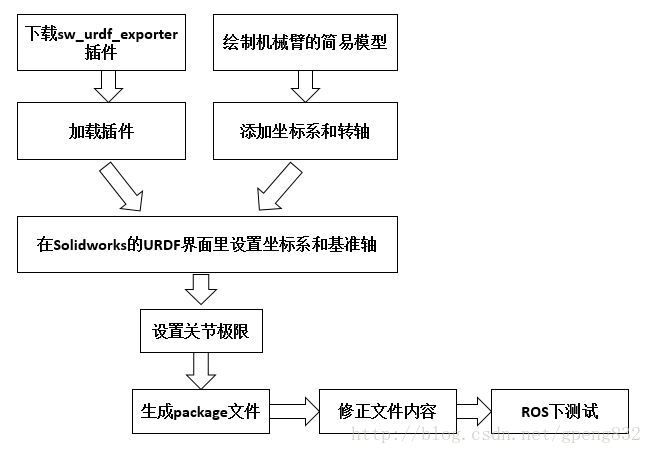 下载sw_urdf_exporter
插件
绘制机械臂的简易模型
加载插件
添加坐标系和转轴
在Solidworks的URDF界面里设置坐标系和基准轴
设置关节极限
生成package文件
修正文件内容
ROS下测试
http://blog.csdn.net/gpeng832